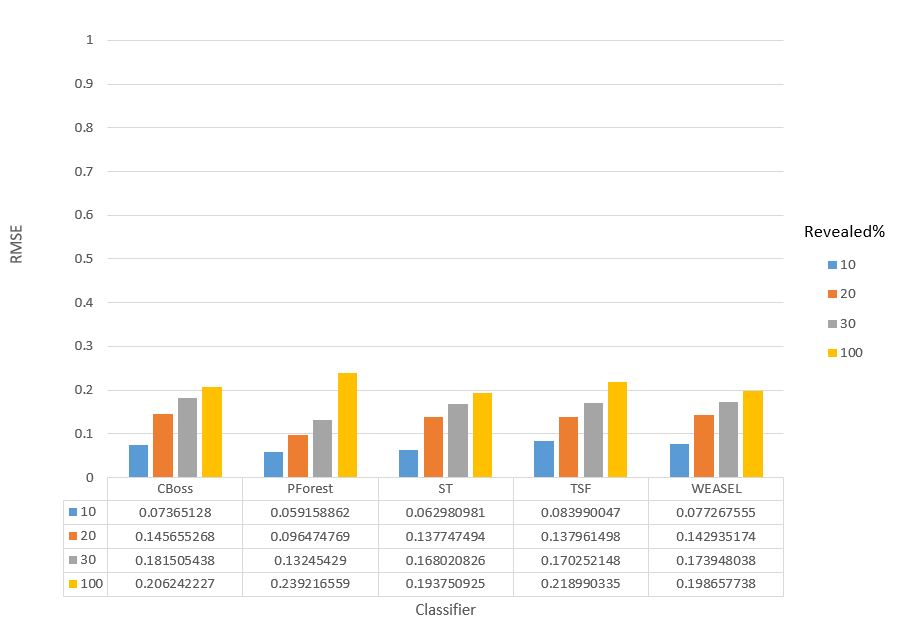 1
0.9
0.8
0.7
0.6
0.5
0.4
0.3
0.2
0.1
0
RMSE
Revealed%
10
20
30
100
CBoss PForest ST TSF WEASEL
10 0.07365128 0.059158862 0.062980981 0.083990047 0.077267555
20 0.145655268 0.096474769 0.137747494 0.137961498 0.142935174
30 0.181505438 0.13245429 0.168020826 0.170252148 0.173948038
100 0.206242227 0.239216559 0.193750925 0.218990335 0.198657738
Classifier